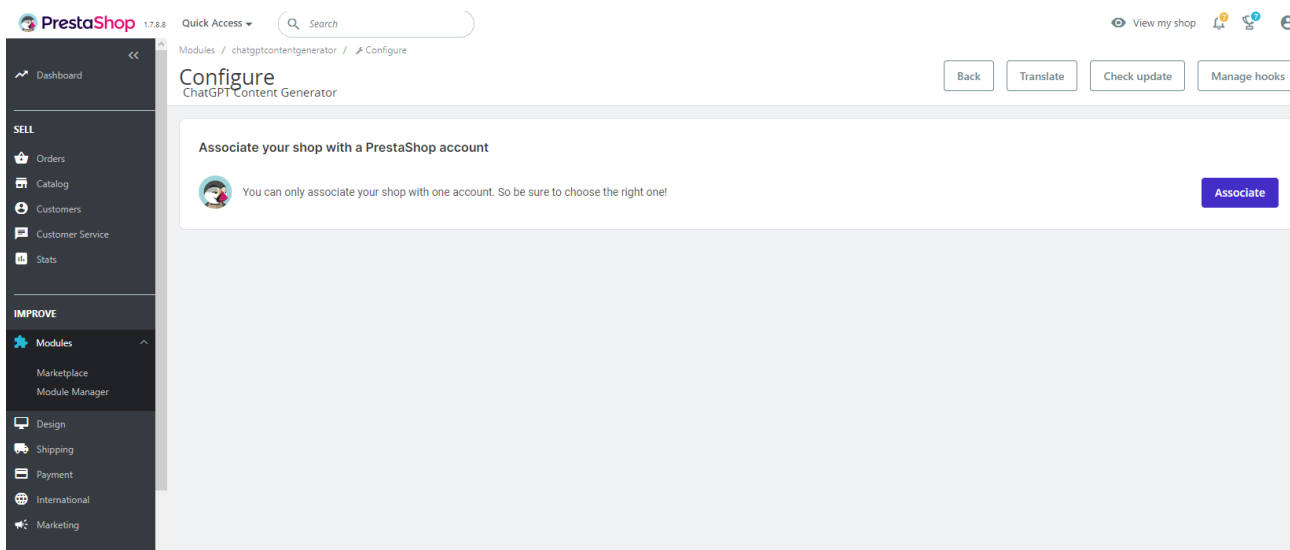 PrestaShop 1.7.8.8 Quick Access Search View my shop 7 7
Modules / chatgptcontentgenerator / Configure
Configure
ChatGPT Content Generator
Back Translate Check update Manage hooks
<<
Dashboard
SELL
Orders
Catalog
Customers
Customer Service
Stats
IMPROVE
Modules
Marketplace
Module Manager
Design
Shipping
Payment
International
Marketing
Associate your shop with a PrestaShop account
You can only associate your shop with one account. So be sure to choose the right one!
Associate